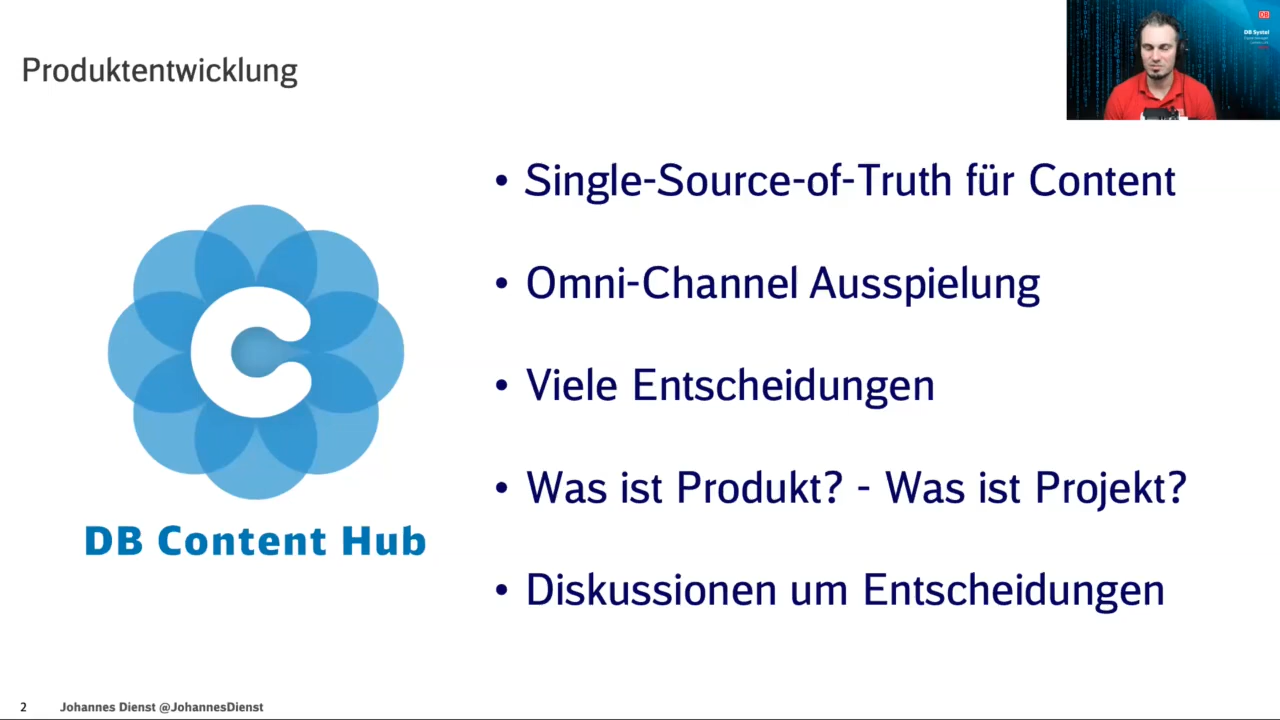 Produktentwicklung
DB
DB Systel
• Single-Source-of-Truth für Content
• Omni-Channel Ausspielung
• Viele Entscheidungen
• Was ist Produkt? - Was ist Projekt?
• Diskussionen um Entscheidungen
C
DB Content Hub
2 Johannes Dienst @JohannesDienst